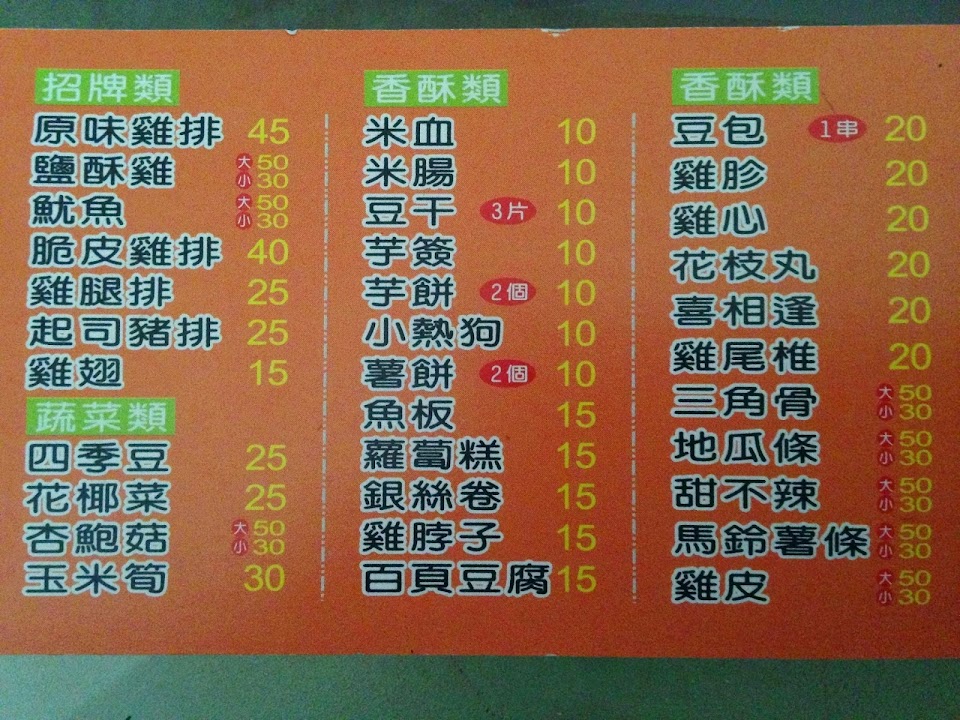 招牌類
原味雞排 45
鹽酥雞 大50 小30
魷魚 大50 小30
脆皮雞排 40
雞腿排 25
起司豬排 25
雞翅 15
蔬菜類
四季豆 25
花椰菜 25
杏鮑菇 大50 小30
玉米筍 30
香酥類
米血 10
米腸 10
豆干 3片 10
芋簽 10
芋餅 2個 10
小熱狗 10
薯餅 2個 10
魚板 15
蘿蔔糕 15
銀絲卷 15
雞脖子 15
百頁豆腐 15
香酥類
豆包 1串 20
雞胗 20
雞心 20
花枝丸 20
喜相逢 20
雞尾椎 20
三角骨 大50 小30
地瓜條 大50 小30
甜不辣 大50 小30
馬鈴薯條 大50 小30
雞皮 大50 小30